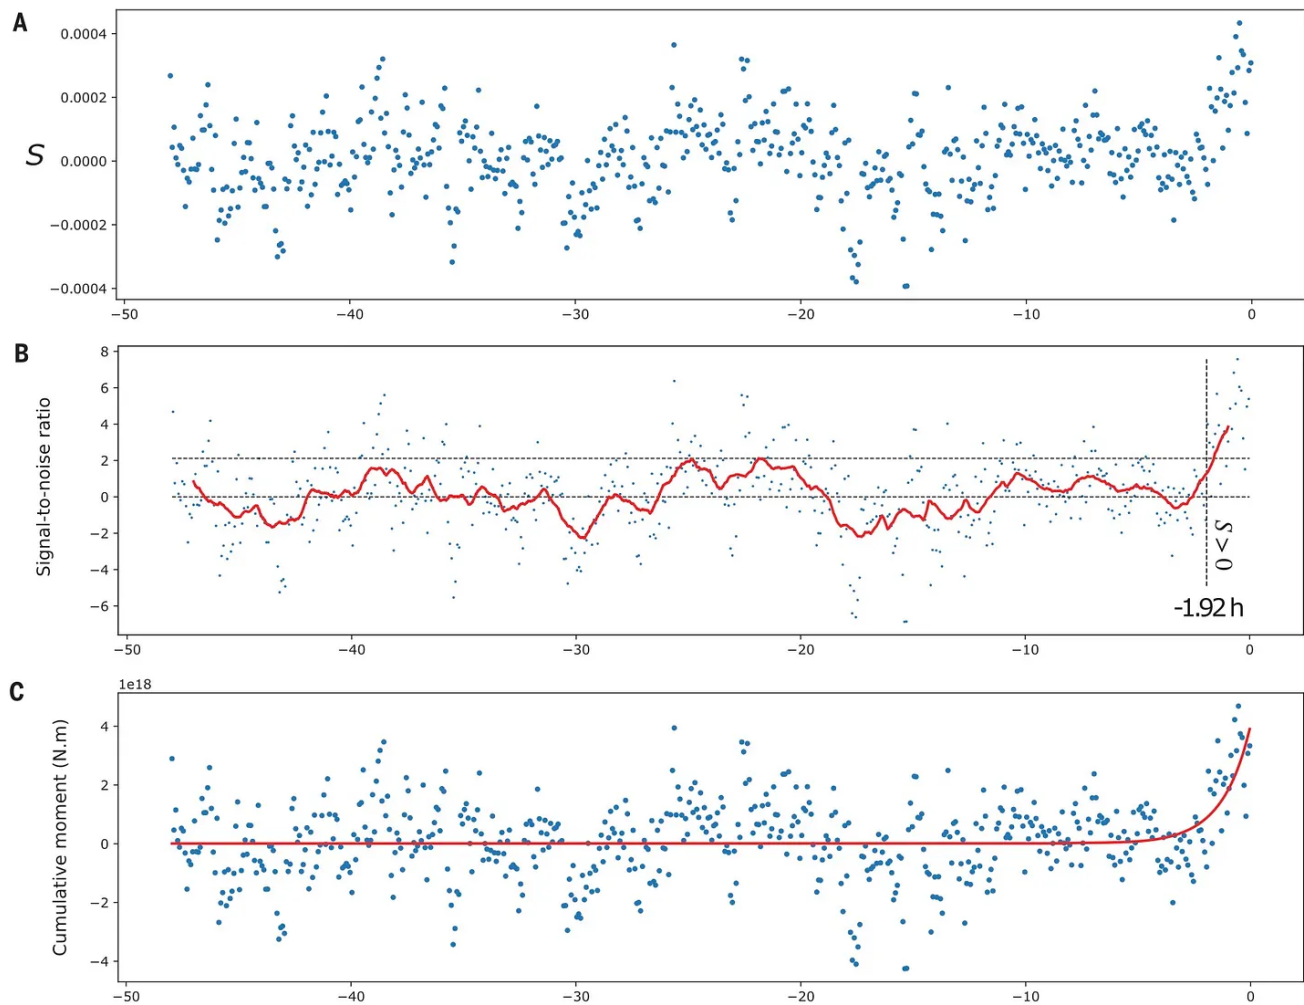 A
0.0004
0.0002
0.0000
−0.0002
−0.0004
S
−50 −40 −30 −20 −10 0
B
8
6
4
2
0
−2
−4
−6
Signal-to-noise ratio
S > 0
-1.92 h
−50 −40 −30 −20 −10 0
C
1e18
4
2
0
−2
−4
Cumulative moment (N.m)
−50 −40 −30 −20 −10 0